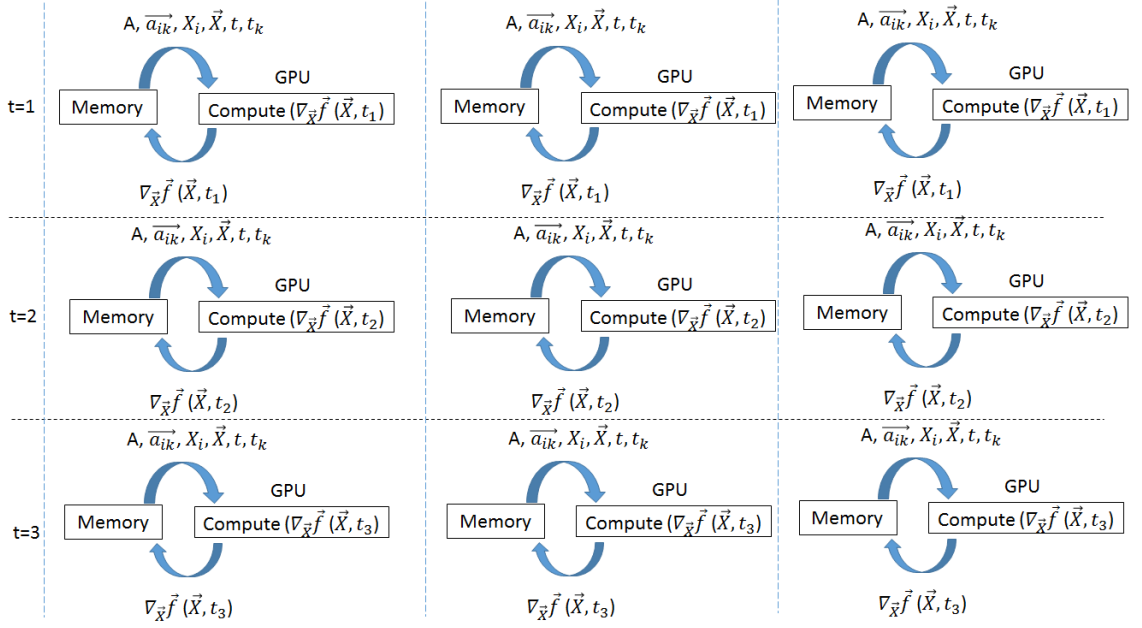 A, $\overrightarrow{a_{ik}}, X_i, \vec{X}, t, t_k$ A, $\overrightarrow{a_{ik}}, X_i, \vec{X}, t, t_k$ A, $\overrightarrow{a_{ik}}, X_i, \vec{X}, t, t_k$
GPU GPU GPU
t=1 Memory Compute ($\nabla_{\vec{X}} \vec{f}\,(\vec{X}, t_1)$ Memory Compute ($\nabla_{\vec{X}} \vec{f}\,(\vec{X}, t_1)$ Memory Compute ($\nabla_{\vec{X}} \vec{f}\,(\vec{X}, t_1)$
$\nabla_{\vec{X}} \vec{f}\,(\vec{X}, t_1)$ $\nabla_{\vec{X}} \vec{f}\,(\vec{X}, t_1)$ $\nabla_{\vec{X}} \vec{f}\,(\vec{X}, t_1)$
A, $\overrightarrow{a_{ik}}, X_i, \vec{X}, t, t_k$ A, $\overrightarrow{a_{ik}}, X_i, \vec{X}, t, t_k$ A, $\overrightarrow{a_{ik}}, X_i, \vec{X}, t, t_k$
GPU GPU GPU
t=2 Memory Compute ($\nabla_{\vec{X}} \vec{f}\,(\vec{X}, t_2)$ Memory Compute ($\nabla_{\vec{X}} \vec{f}\,(\vec{X}, t_2)$ Memory Compute ($\nabla_{\vec{X}} \vec{f}\,(\vec{X}, t_2)$
$\nabla_{\vec{X}} \vec{f}\,(\vec{X}, t_2)$ $\nabla_{\vec{X}} \vec{f}\,(\vec{X}, t_2)$ $\nabla_{\vec{X}} \vec{f}\,(\vec{X}, t_2)$
A, $\overrightarrow{a_{ik}}, X_i, \vec{X}, t, t_k$ A, $\overrightarrow{a_{ik}}, X_i, \vec{X}, t, t_k$ A, $\overrightarrow{a_{ik}}, X_i, \vec{X}, t, t_k$
GPU GPU GPU
t=3 Memory Compute ($\nabla_{\vec{X}} \vec{f}\,(\vec{X}, t_3)$ Memory Compute ($\nabla_{\vec{X}} \vec{f}\,(\vec{X}, t_3)$ Memory Compute ($\nabla_{\vec{X}} \vec{f}\,(\vec{X}, t_3)$
$\nabla_{\vec{X}} \vec{f}\,(\vec{X}, t_3)$ $\nabla_{\vec{X}} \vec{f}\,(\vec{X}, t_3)$ $\nabla_{\vec{X}} \vec{f}\,(\vec{X}, t_3)$